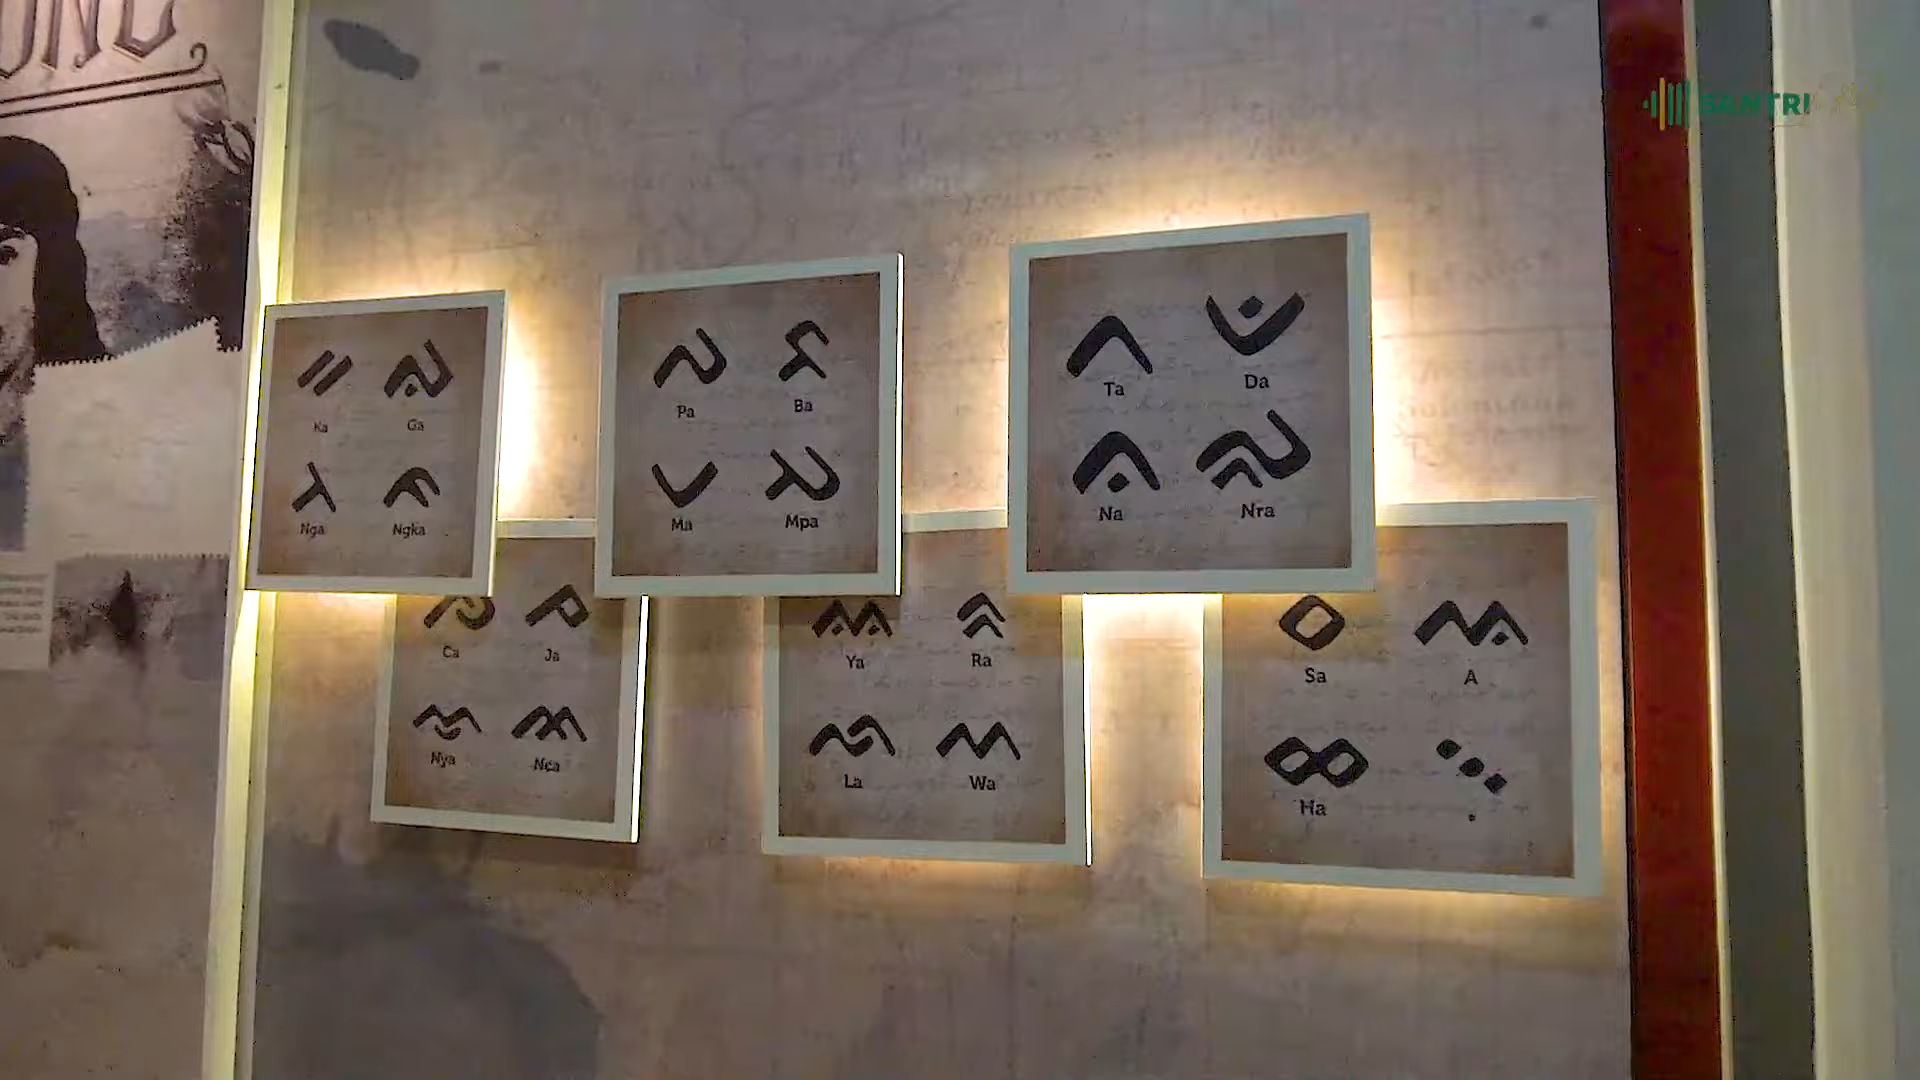 SANTRI
ᨀ ᨁ
Ka Ga
ᨂ ᨃ
Nga Ngka
ᨄ ᨅ
Pa Ba
ᨆ ᨇ
Ma Mpa
ᨈ ᨉ
Ta Da
ᨊ ᨋ
Na Nra
ᨌ ᨍ
Ca Ja
ᨎ ᨏ
Nya Nca
ᨐ ᨑ
Ya Ra
ᨒ ᨓ
La Wa
ᨔ ᨕ
Sa A
ᨖ ᨞
Ha .